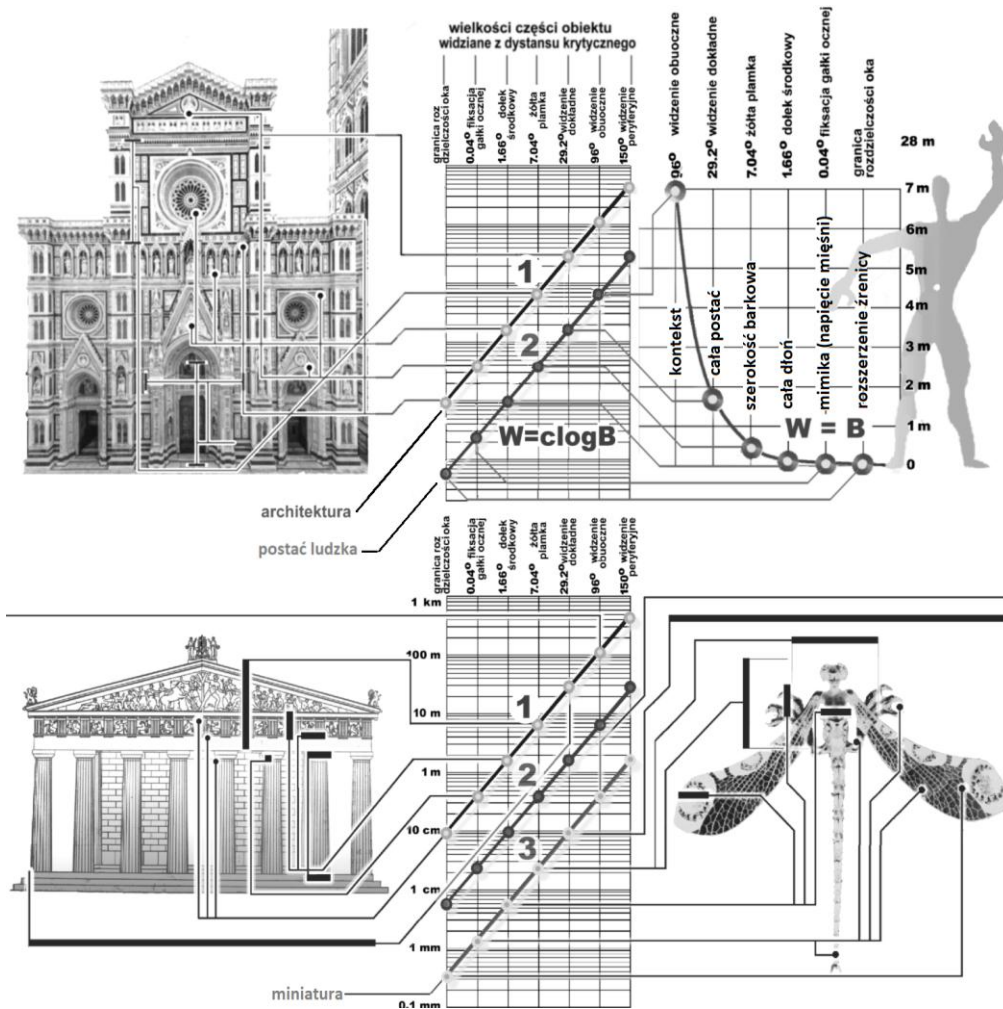 wielkości części obiektu
widziane z dystansu krytycznego
granica roz
dzielczości oka
0.04° fiksacja
gałki ocznej
1.66° dołek
środkowy
7.04° żółta
plamka
29.2° widzenie
dokładne
96° widzenie
obuoczne
150° widzenie
peryferyjne
96° widzenie obuoczne
29.2° widzenie dokładne
7.04° żółta plamka
1.66° dołek środkowy
0.04° fiksacja gałki ocznej
granica
rozdzielczości oka
28 m
7 m
6m
5m
4 m
3 m
2 m
1 m
0
kontekst
cała postać
szerokość barkowa
cała dłoń
mimika (napięcie mięśni)
rozszerzenie źrenicy
1
2
W=clogB
W = B
architektura
postać ludzka
granica roz
dzielczości oka
0.04° fiksacja
gałki ocznej
1.66° dołek
środkowy
7.04° żółta
plamka
29.2° widzenie
dokładne
96° widzenie
obuoczne
150° widzenie
peryferyjne
1 km
100 m
10 m
1 m
10 cm
1 cm
1 mm
0.1 mm
1
2
3
miniatura